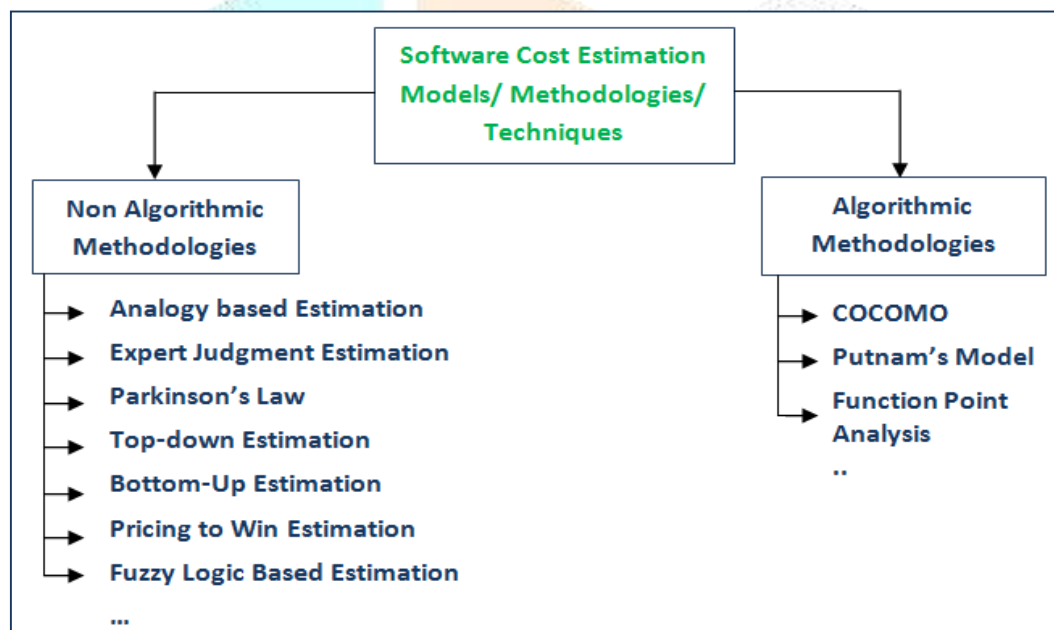 Software Cost Estimation
Models/ Methodologies/
Techniques
Non Algorithmic
Methodologies
Analogy based Estimation
Expert Judgment Estimation
Parkinson’s Law
Top-down Estimation
Bottom-Up Estimation
Pricing to Win Estimation
Fuzzy Logic Based Estimation
...
Algorithmic
Methodologies
COCOMO
Putnam’s Model
Function Point
Analysis
..